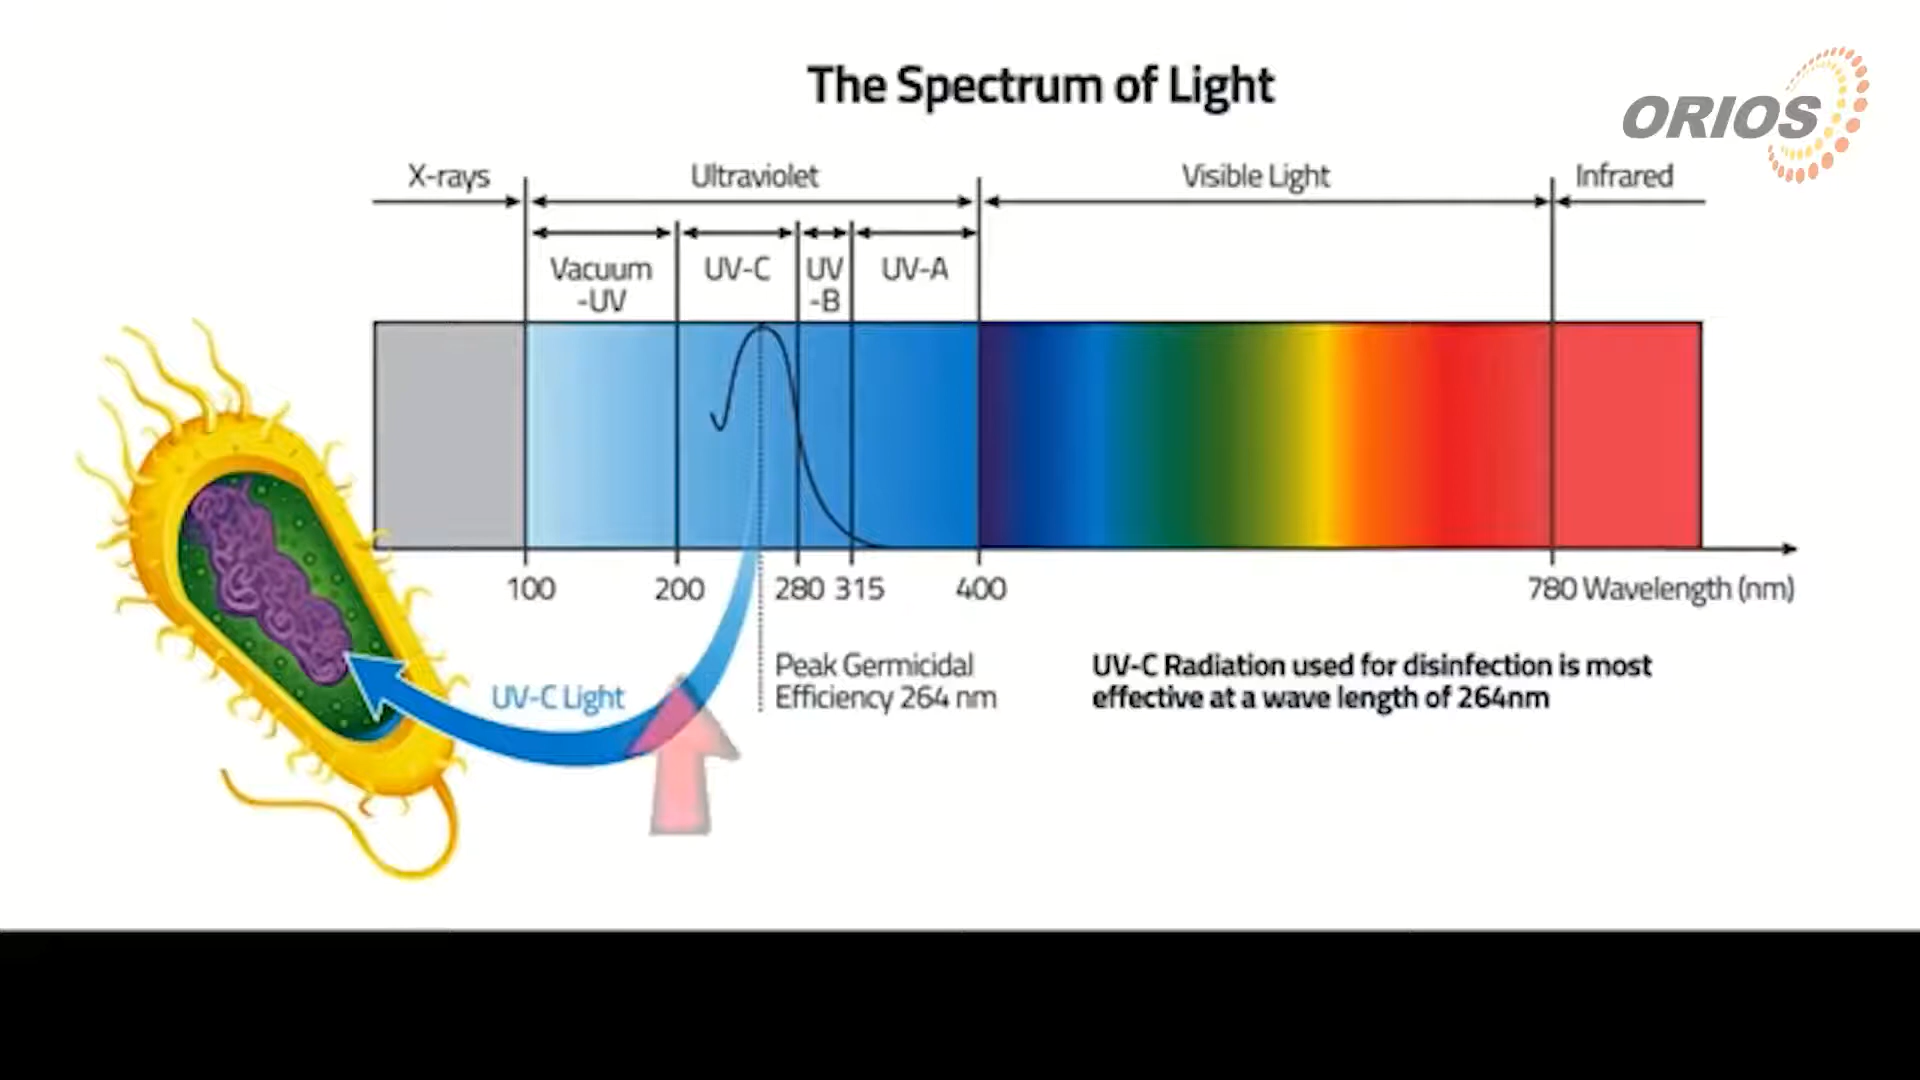 The Spectrum of Light
ORIOS
X-rays
Ultraviolet
Visible Light
Infrared
Vacuum
-UV
UV-C
UV
-B
UV-A
100
200
280
315
400
780
Wavelength (nm)
UV-C Light
Peak Germicidal
Efficiency 264 nm
UV-C Radiation used for disinfection is most
effective at a wave length of 264nm